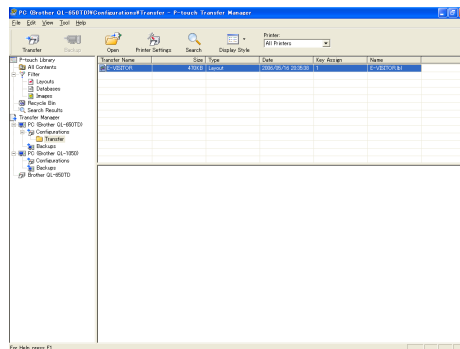 PC (Brother QL-650TD)¥Configurations¥Transfer - P-touch Transfer Manager
File Edit View Tool Help
Transfer Backup Open Printer Settings Search Display Style
Printer:
All Printers
P-touch Library
All Contents
Filter
Layouts
Databases
Images
Recycle Bin
Search Results
Transfer Manager
PC (Brother QL-650TD)
Configurations
Transfer
Backups
PC (Brother QL-1050)
Configurations
Backups
Brother QL-650TD
Transfer Name Size Type Date Key Assign Name
E-VISITOR 470KB Layout 2006/05/16 20:35:38 1 E-VISITOR.lbl
For Help, press F1